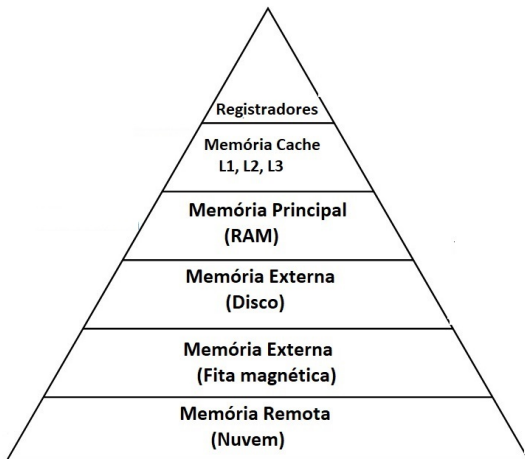 Registradores
Memória Cache
L1, L2, L3
Memória Principal
(RAM)
Memória Externa
(Disco)
Memória Externa
(Fita magnética)
Memória Remota
(Nuvem)